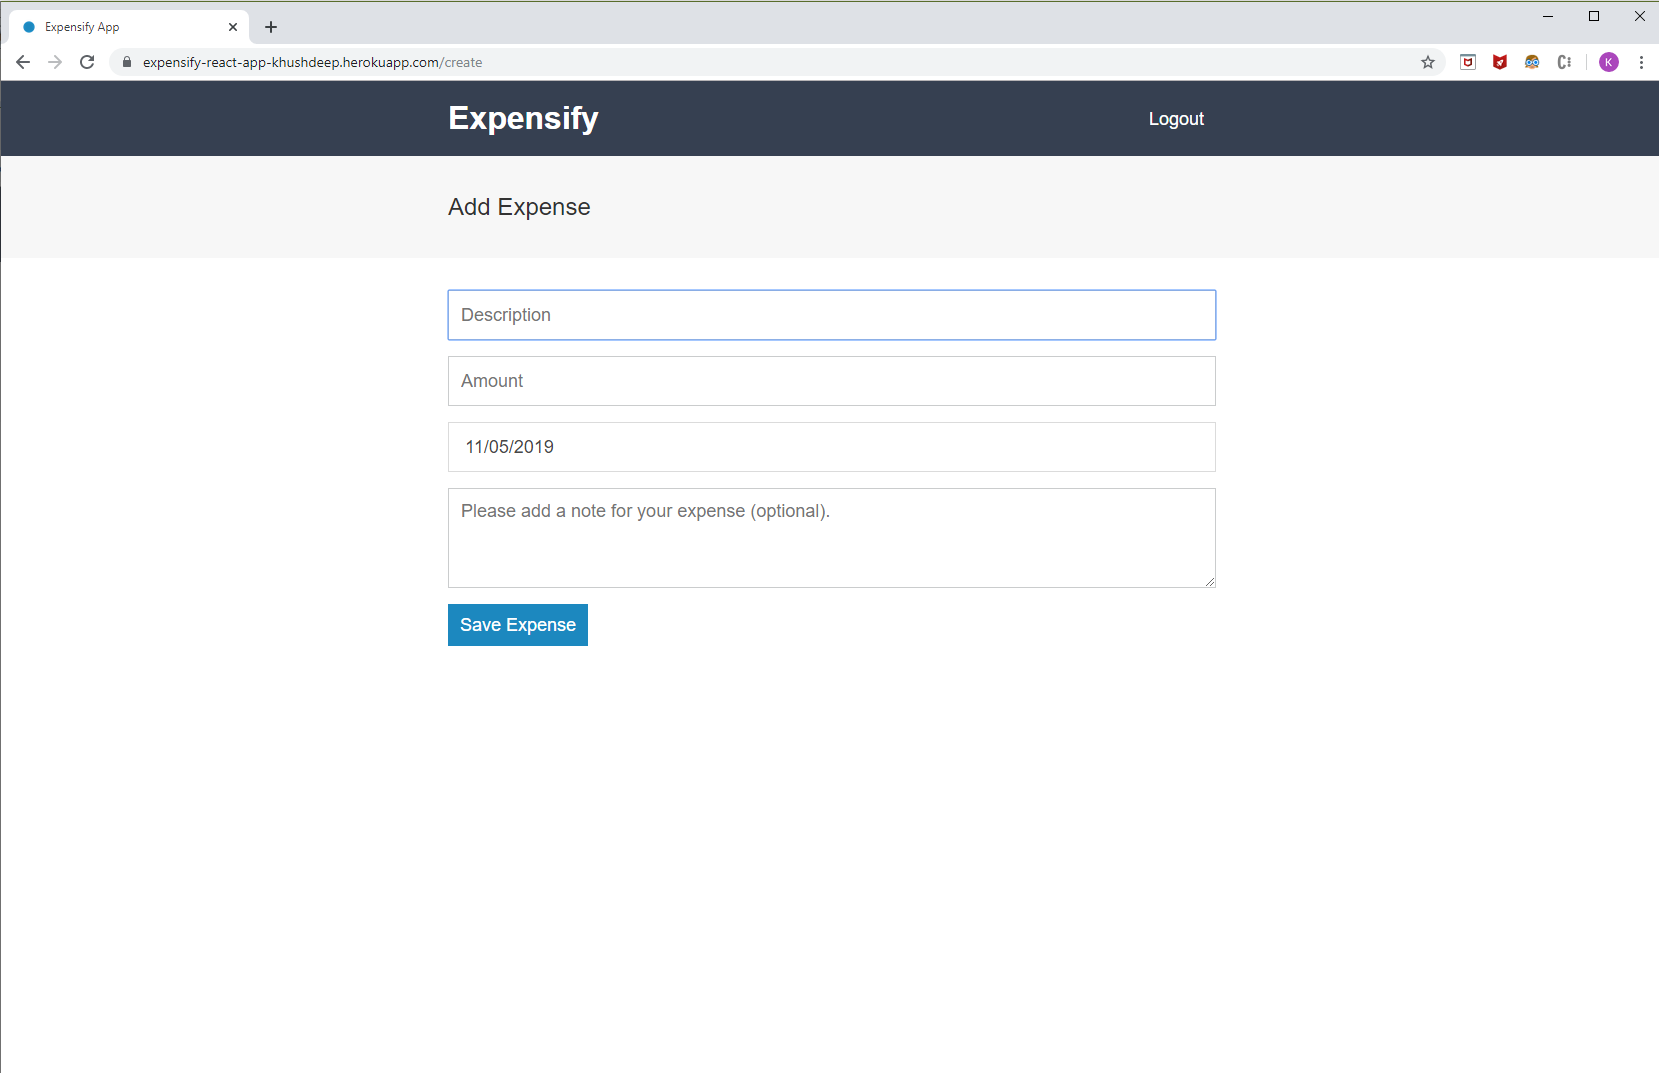 Expensify App
expensify-react-app-khushdeep.herokuapp.com/create
K
Expensify
Logout
Add Expense
Description
Amount
11/05/2019
Please add a note for your expense (optional).
Save Expense